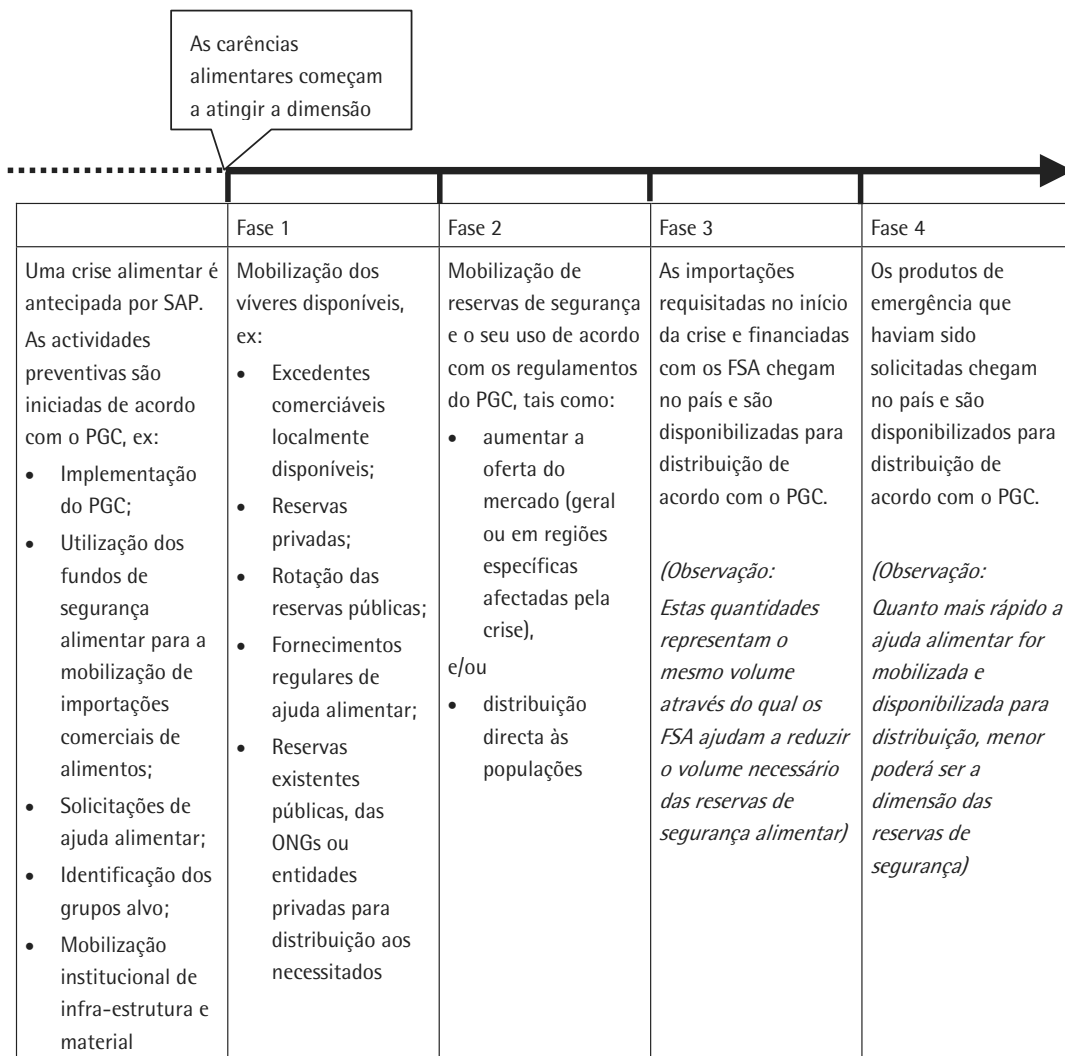 As carências
alimentares começam
a atingir a dimensão
Uma crise alimentar é
antecipada por SAP.
As actividades
preventivas são
iniciadas de acordo
com o PGC, ex:
• Implementação
do PGC;
• Utilização dos
fundos de
segurança
alimentar para a
mobilização de
importações
comerciais de
alimentos;
• Solicitações de
ajuda alimentar;
• Identificação dos
grupos alvo;
• Mobilização
institucional de
infra-estrutura e
material
Fase 1
Mobilização dos
víveres disponíveis,
ex:
• Excedentes
comerciáveis
localmente
disponíveis;
• Reservas
privadas;
• Rotação das
reservas públicas;
• Fornecimentos
regulares de
ajuda alimentar;
• Reservas
existentes
públicas, das
ONGs ou
entidades
privadas para
distribuição aos
necessitados
Fase 2
Mobilização de
reservas de segurança
e o seu uso de acordo
com os regulamentos
do PGC, tais como:
• aumentar a
oferta do
mercado (geral
ou em regiões
específicas
afectadas pela
crise),
e/ou
• distribuição
directa às
populações
Fase 3
As importações
requisitadas no início
da crise e financiadas
com os FSA chegam
no país e são
disponibilizadas para
distribuição de
acordo com o PGC.
(Observação:
Estas quantidades
representam o
mesmo volume
através do qual os
FSA ajudam a reduzir
o volume necessário
das reservas de
segurança alimentar)
Fase 4
Os produtos de
emergência que
haviam sido
solicitadas chegam
no país e são
disponibilizados para
distribuição de
acordo com o PGC.
(Observação:
Quanto mais rápido a
ajuda alimentar for
mobilizada e
disponibilizada para
distribuição, menor
poderá ser a
dimensão das
reservas de
segurança)